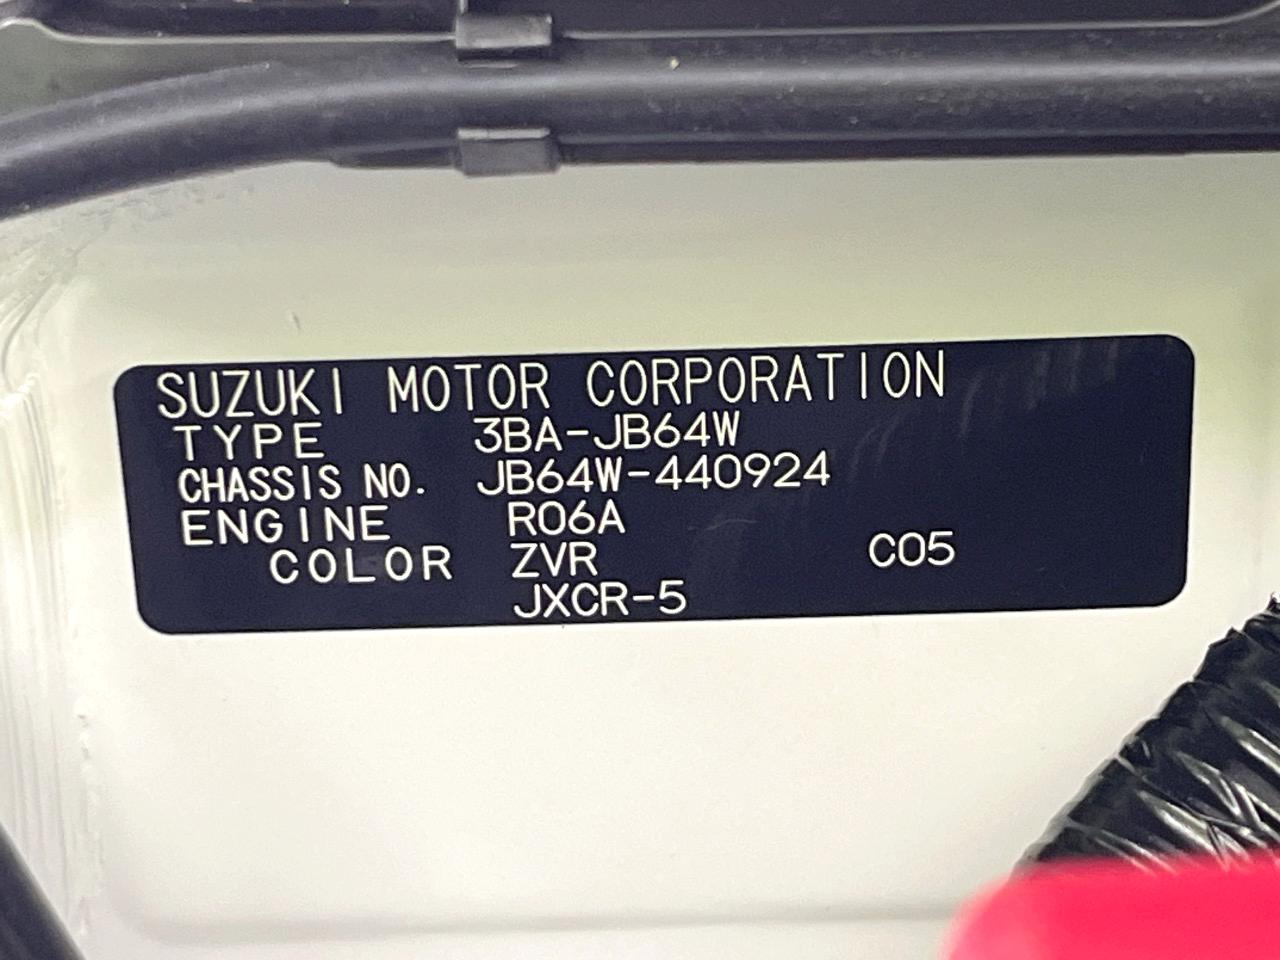 SUZUKI MOTOR CORPORATION
TYPE 3BA-JB64W
CHASSIS NO. JB64W-440924
ENGINE R06A
COLOR ZVR C05
JXCR-5